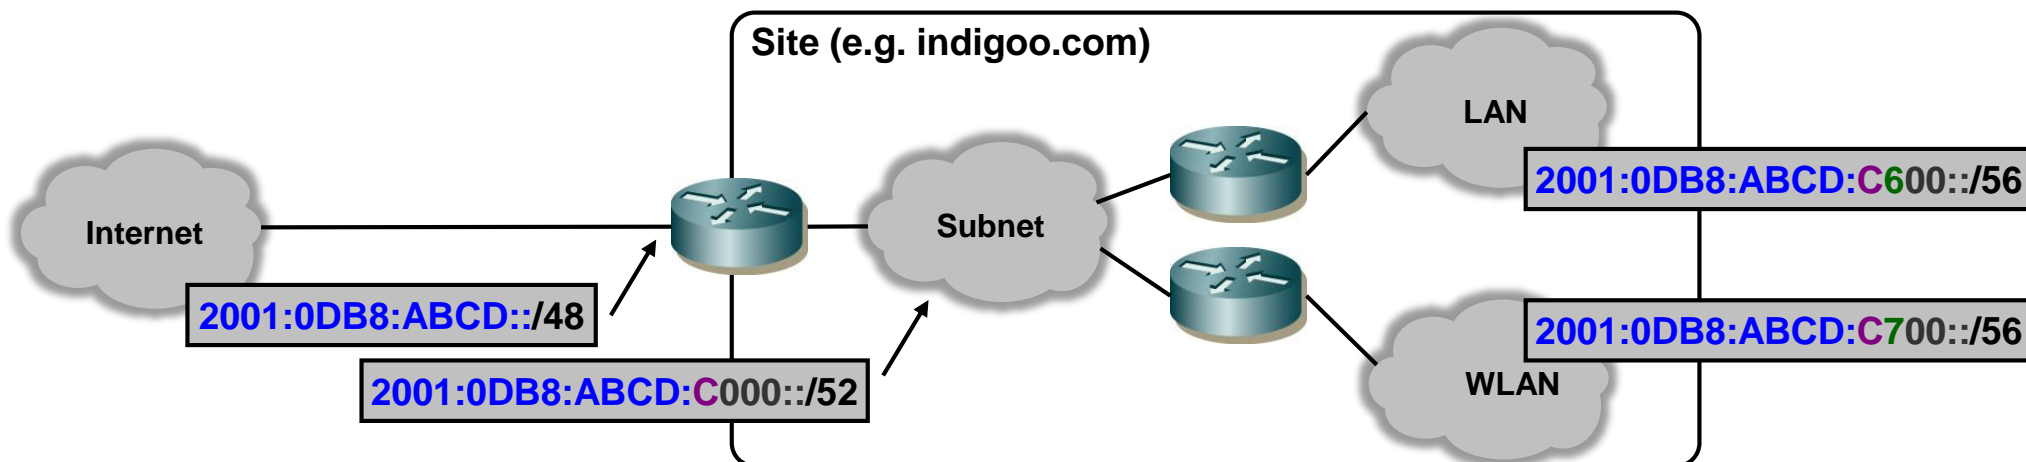 Site (e.g. indigoo.com)
LAN
2001:0DB8:ABCD:C600::/56
Internet
Subnet
2001:0DB8:ABCD::/48
2001:0DB8:ABCD:C700::/56
2001:0DB8:ABCD:C000::/52
WLAN